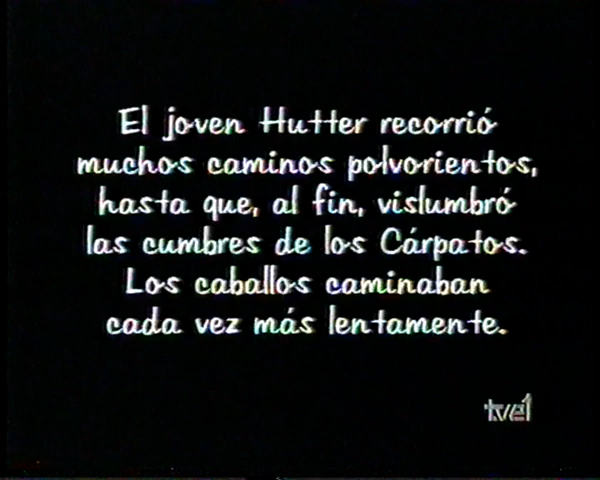 El joven Hutter recorrió
muchos caminos polvorientos,
hasta que, al fin, vislumbró
las cumbres de los Cárpatos.
Los caballos caminaban
cada vez más lentamente.
tve1